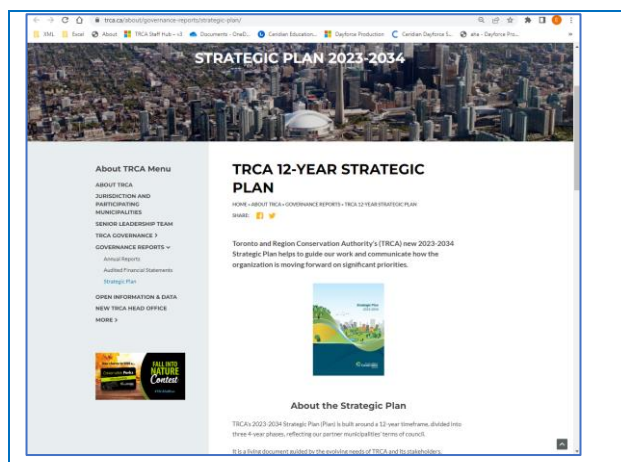 trca.ca/about/governance-reports/strategic-plan/
XML Excel About TRCA Staff Hub - v3 Documents - OneD... Ceridian Education... Dayforce Production Ceridian Dayforce S... aha - Dayforce Pro...
STRATEGIC PLAN 2023-2034
About TRCA Menu
ABOUT TRCA
JURISDICTION AND
PARTICIPATING
MUNICIPALITIES
SENIOR LEADERSHIP TEAM
TRCA GOVERNANCE >
GOVERNANCE REPORTS
Annual Reports
Audited Financial Statements
Strategic Plan
OPEN INFORMATION & DATA
NEW TRCA HEAD OFFICE
MORE >
FALL INTO
NATURE
Contest
TRCA 12-YEAR STRATEGIC
PLAN
HOME » ABOUT TRCA » GOVERNANCE REPORTS » TRCA 12-YEAR STRATEGIC PLAN
SHARE:
Toronto and Region Conservation Authority's (TRCA) new 2023-2034
Strategic Plan helps to guide our work and communicate how the
organization is moving forward on significant priorities.
Strategic Plan
2023-2034
About the Strategic Plan
TRCA's 2023-2034 Strategic Plan (Plan) is built around a 12-year timeframe, divided into
three 4-year phases, reflecting our partner municipalities' terms of council.
It is a living document guided by the evolving needs of TRCA and its stakeholders.